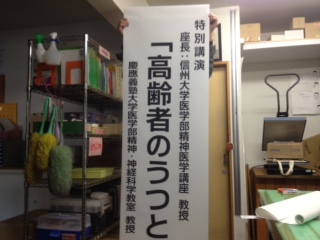 特別講演
座長:信州大学医学部精神医学講座 教授
「高齢者のうつと
慶應義塾大学医学部精神・神経科学教室 教授